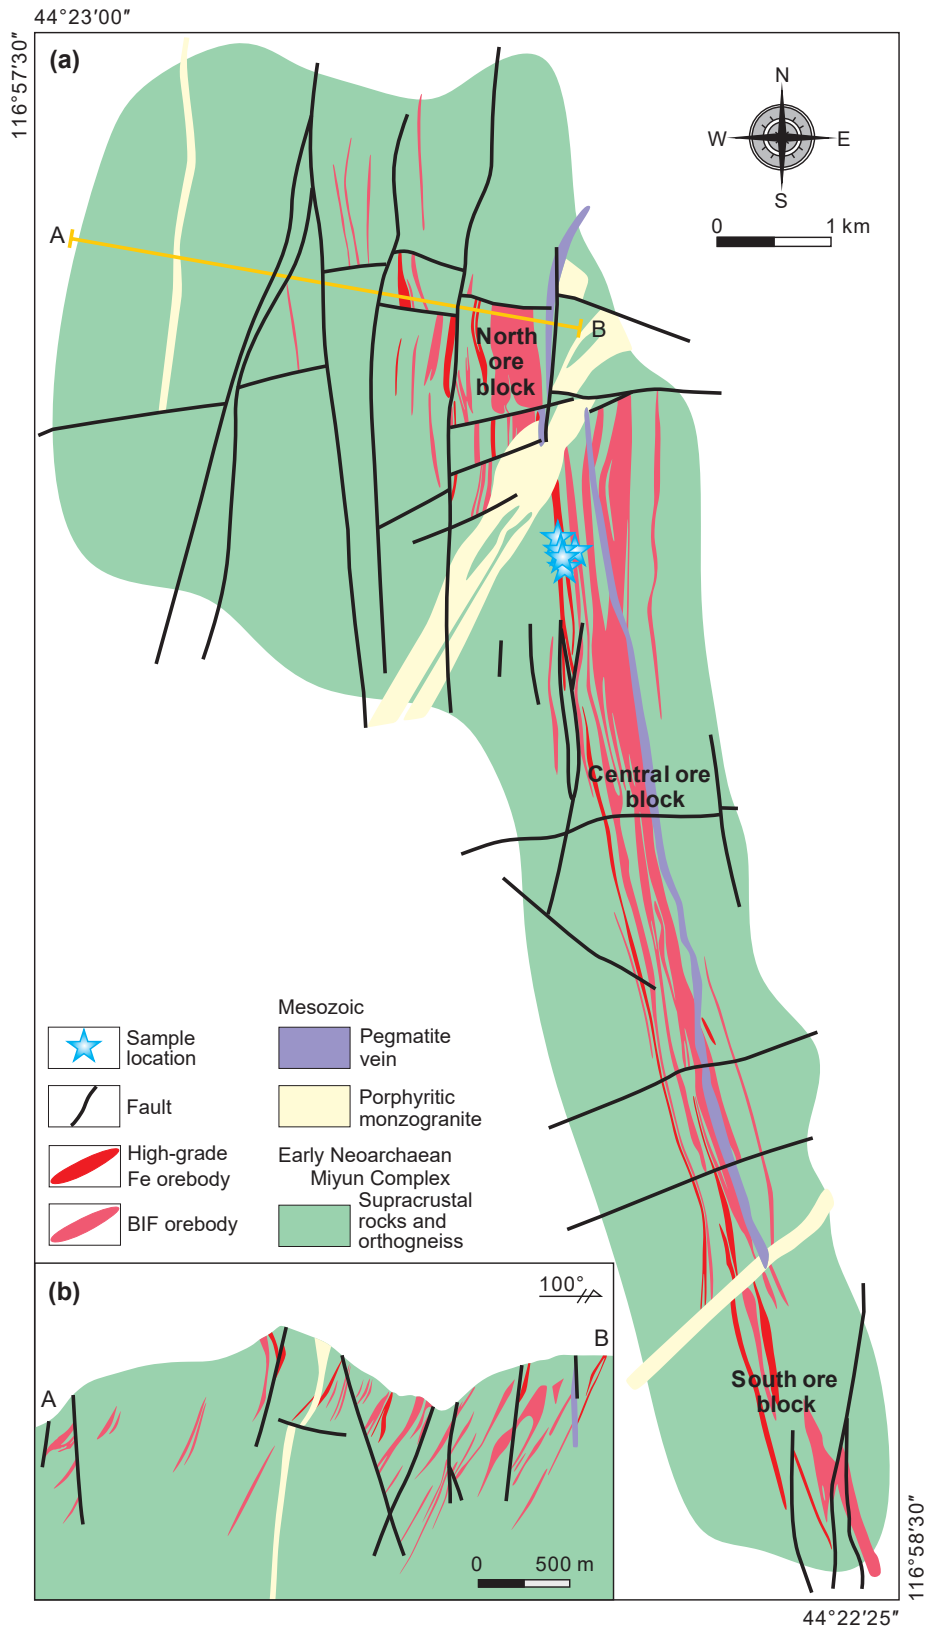 44°23′00″
116°57′30″
(a)
N
W
E
S
0
1 km
A
B
North
ore
block
Central ore
block
Sample
location
Fault
High-grade
Fe orebody
BIF orebody
Mesozoic
Pegmatite
vein
Porphyritic
monzogranite
Early Neoarchaean
Miyun Complex
Supracrustal
rocks and
orthogneiss
(b)
100°
A
B
0
500 m
South ore
block
116°58′30″
44°22′25″